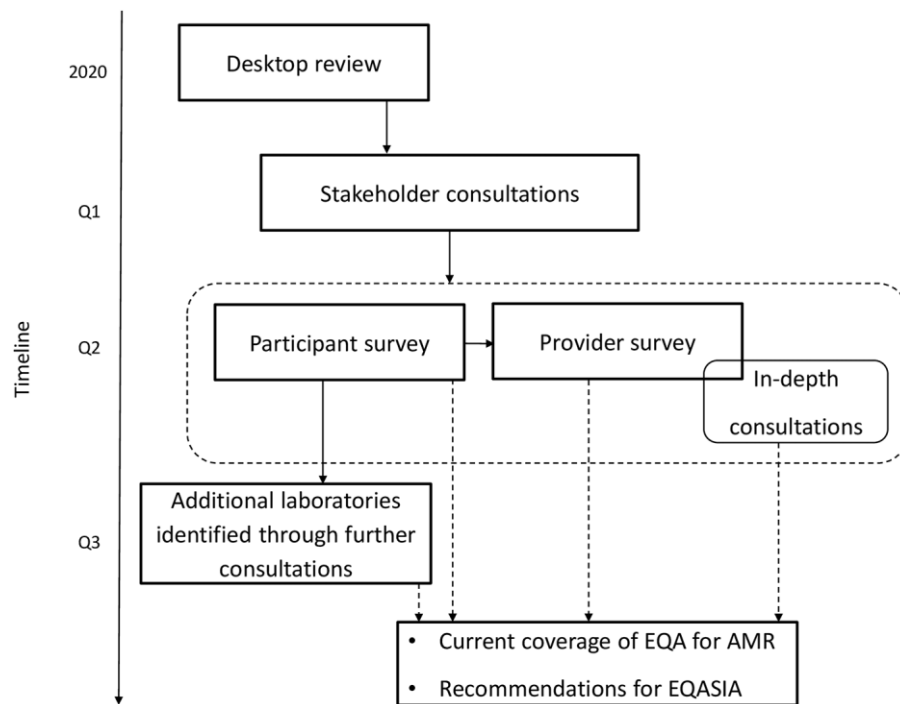 2020
Desktop review
Stakeholder consultations
Q1
Timeline
Q2
Participant survey
Provider survey
In-depth
consultations
Additional laboratories
identified through further
consultations
Q3
• Current coverage of EQA for AMR
• Recommendations for EQASIA